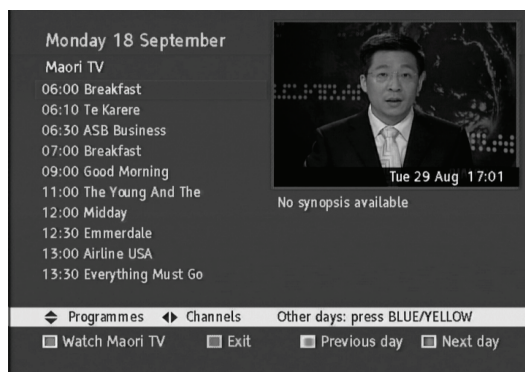 Monday 18 September
Maori TV
06:00 Breakfast
06:10 Te Karere
06:30 ASB Business
07:00 Breakfast
09:00 Good Morning
11:00 The Young And The
12:00 Midday
12:30 Emmerdale
13:00 Airline USA
13:30 Everything Must Go
Tue 29 Aug 17:01
No synopsis available
Programmes Channels Other days: press BLUE/YELLOW
Watch Maori TV Exit Previous day Next day